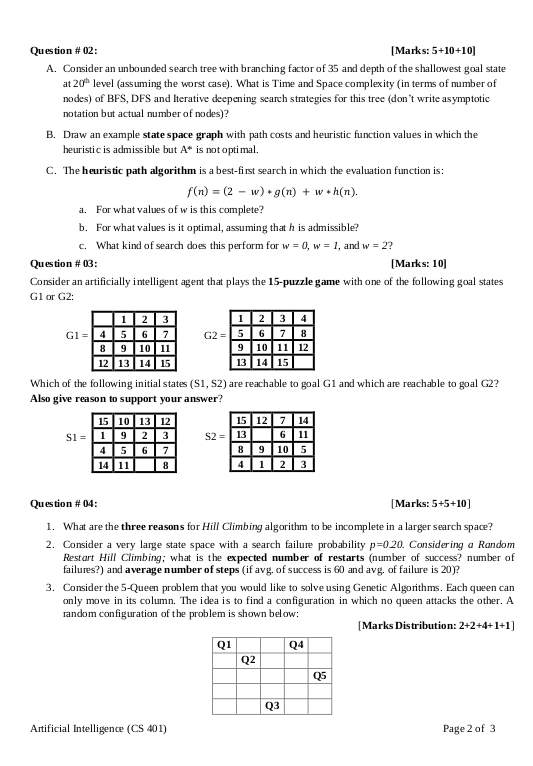 Question # 02: [Marks: 5+10+10]
A. Consider an unbounded search tree with branching factor of 35 and depth of the shallowest goal state
at 20th level (assuming the worst case). What is Time and Space complexity (in terms of number of
nodes) of BFS, DFS and Iterative deepening search strategies for this tree (don't write asymptotic
notation but actual number of nodes)?
B. Draw an example state space graph with path costs and heuristic function values in which the
heuristic is admissible but A* is not optimal.
C. The heuristic path algorithm is a best-first search in which the evaluation function is:
f(n) = (2 − w) ∗ g(n) + w ∗ h(n).
a. For what values of w is this complete?
b. For what values is it optimal, assuming that h is admissible?
c. What kind of search does this perform for w = 0, w = 1, and w = 2?
Question # 03: [Marks: 10]
Consider an artificially intelligent agent that plays the 15-puzzle game with one of the following goal states
G1 or G2:
G1 =
1 2 3
4 5 6 7
8 9 10 11
12 13 14 15
G2 =
1 2 3 4
5 6 7 8
9 10 11 12
13 14 15
Which of the following initial states (S1, S2) are reachable to goal G1 and which are reachable to goal G2?
Also give reason to support your answer?
S1 =
15 10 13 12
1 9 2 3
4 5 6 7
14 11 8
S2 =
15 12 7 14
13 6 11
8 9 10 5
4 1 2 3
Question # 04: [Marks: 5+5+10]
1. What are the three reasons for Hill Climbing algorithm to be incomplete in a larger search space?
2. Consider a very large state space with a search failure probability p=0.20. Considering a Random
Restart Hill Climbing; what is the expected number of restarts (number of success? number of
failures?) and average number of steps (if avg. of success is 60 and avg. of failure is 20)?
3. Consider the 5-Queen problem that you would like to solve using Genetic Algorithms. Each queen can
only move in its column. The idea is to find a configuration in which no queen attacks the other. A
random configuration of the problem is shown below:
[Marks Distribution: 2+2+4+1+1]
Q1 Q4
Q2
Q5
Q3
Artificial Intelligence (CS 401) Page 2 of 3